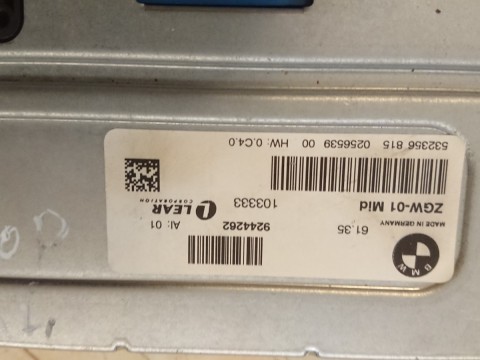 BMW
MADE IN GERMANY
61.35
9244262
AI: 01
ZGW-01 Mid
103333
LEAR
CORPORATION
532356 815 0256539 00 HW: 0.C4.0